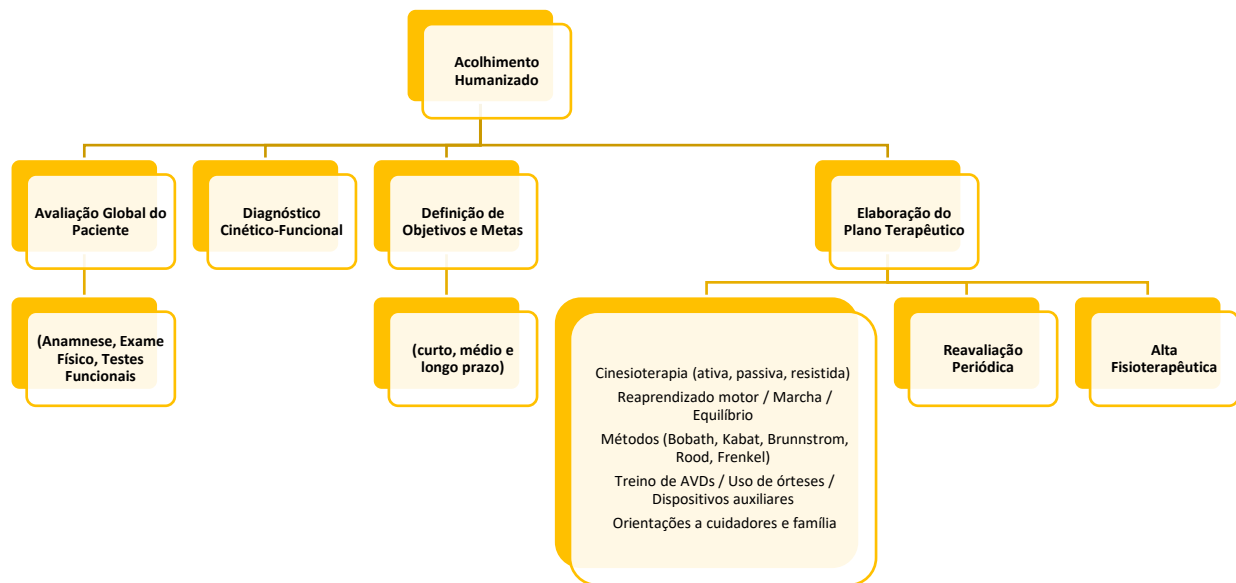 Acolhimento
Humanizado
Avaliação Global do
Paciente
Diagnóstico
Cinético-Funcional
Definição de
Objetivos e Metas
Elaboração do
Plano Terapêutico
(Anamnese, Exame
Físico, Testes
Funcionais
(curto, médio e
longo prazo)
Cinesioterapia (ativa, passiva, resistida)
Reaprendizado motor / Marcha /
Equilíbrio
Métodos (Bobath, Kabat, Brunnstrom,
Rood, Frenkel)
Treino de AVDs / Uso de órteses /
Dispositivos auxiliares
Orientações a cuidadores e família
Reavaliação
Periódica
Alta
Fisioterapêutica